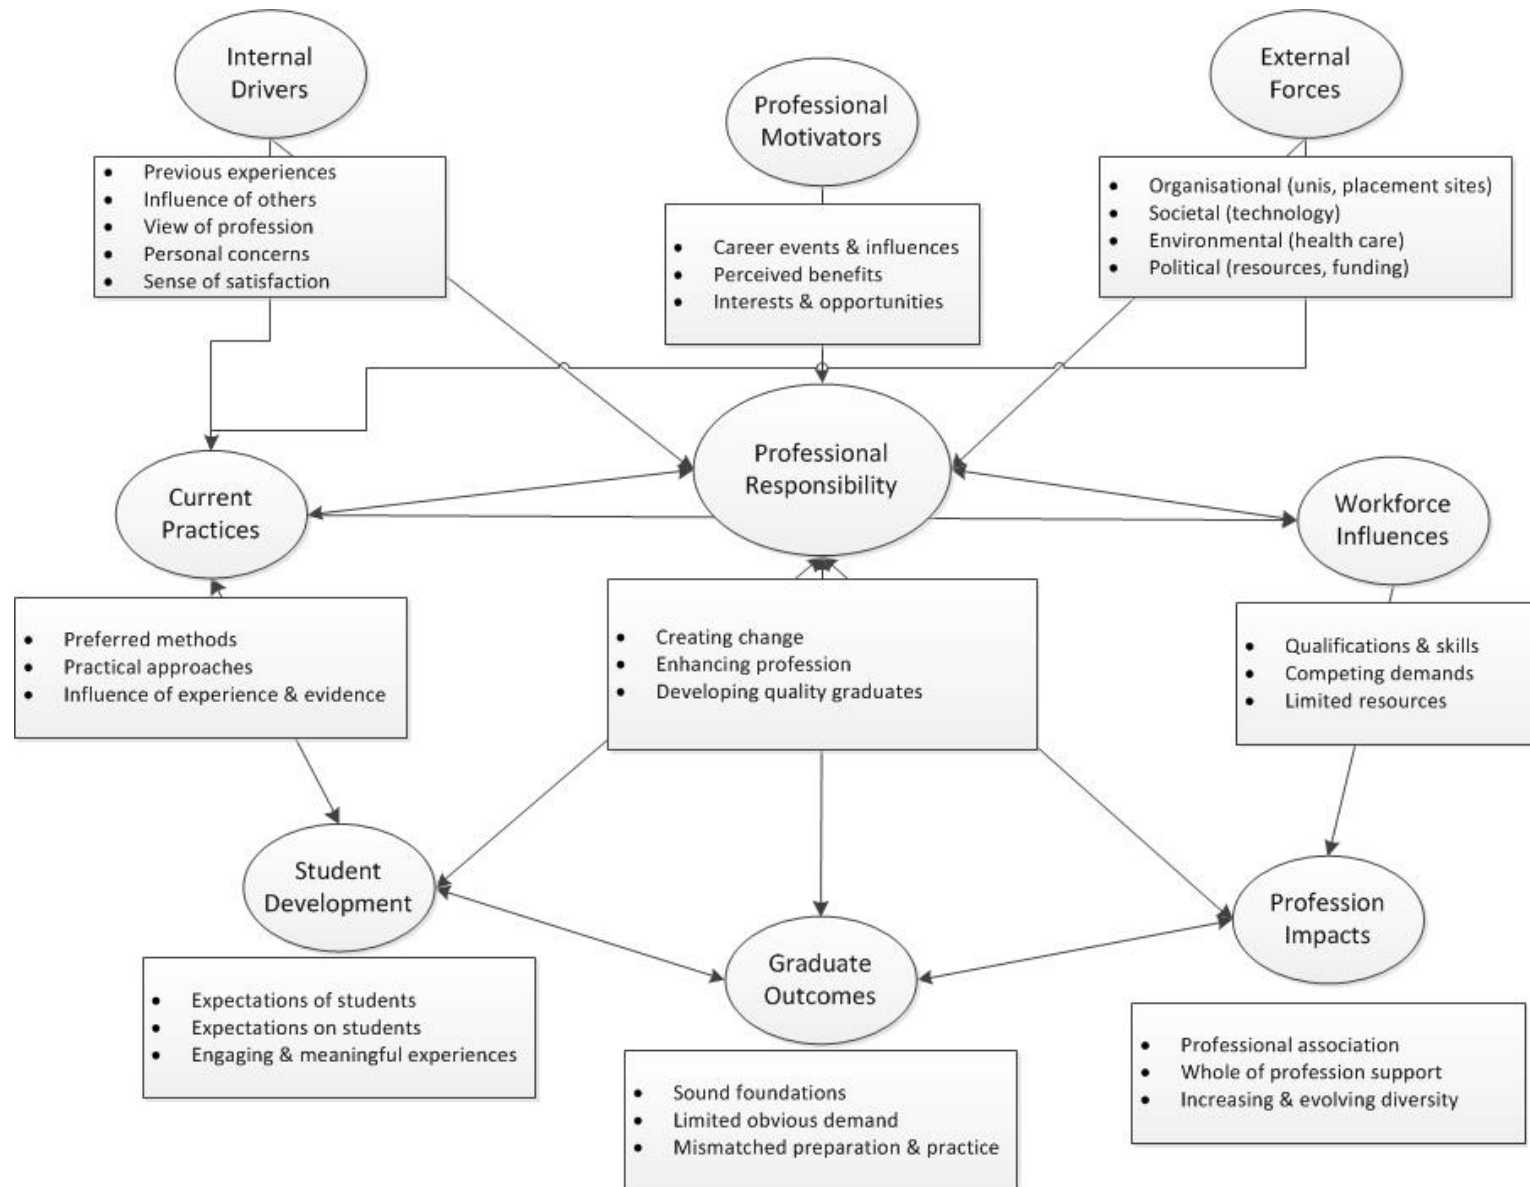 Internal
Drivers
Professional
Motivators
External
Forces
• Previous experiences
• Influence of others
• View of profession
• Personal concerns
• Sense of satisfaction
• Career events & influences
• Perceived benefits
• Interests & opportunities
• Organisational (unis, placement sites)
• Societal (technology)
• Environmental (health care)
• Political (resources, funding)
Current
Practices
Professional
Responsibility
Workforce
Influences
• Preferred methods
• Practical approaches
• Influence of experience & evidence
• Creating change
• Enhancing profession
• Developing quality graduates
• Qualifications & skills
• Competing demands
• Limited resources
Student
Development
Graduate
Outcomes
Profession
Impacts
• Expectations of students
• Expectations on students
• Engaging & meaningful experiences
• Sound foundations
• Limited obvious demand
• Mismatched preparation & practice
• Professional association
• Whole of profession support
• Increasing & evolving diversity